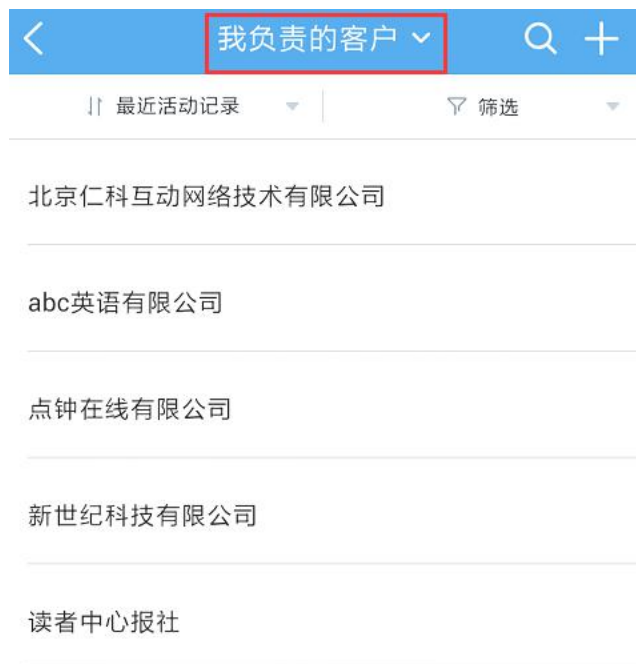 我负责的客户
最近活动记录 筛选
北京仁科互动网络技术有限公司
abc英语有限公司
点钟在线有限公司
新世纪科技有限公司
读者中心报社